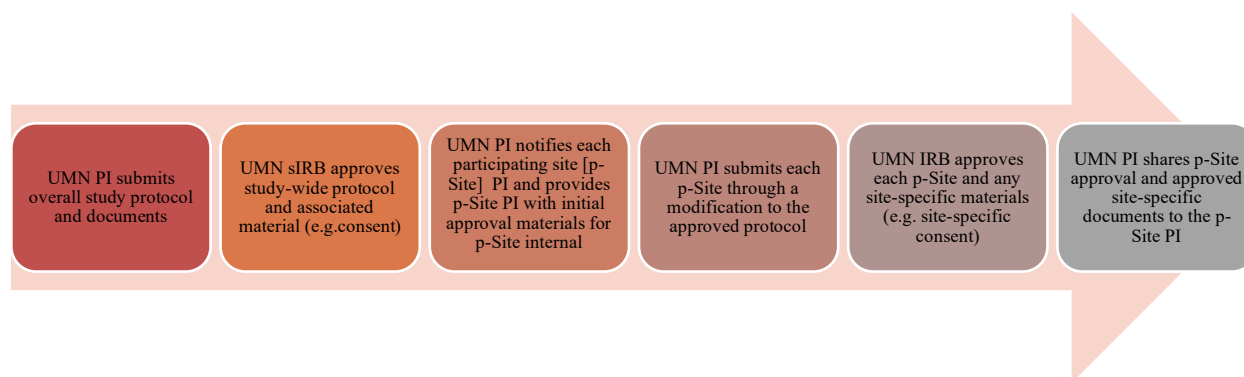 UMN PI submits
overall study protocol
and documents
UMN sIRB approves
study-wide protocol
and associated
material (e.g.consent)
UMN PI notifies each
participating site [p-
Site] PI and provides
p-Site PI with initial
approval materials for
p-Site internal
UMN PI submits each
p-Site through a
modification to the
approved protocol
UMN IRB approves
each p-Site and any
site-specific materials
(e.g. site-specific
consent)
UMN PI shares p-Site
approval and approved
site-specific
documents to the p-
Site PI